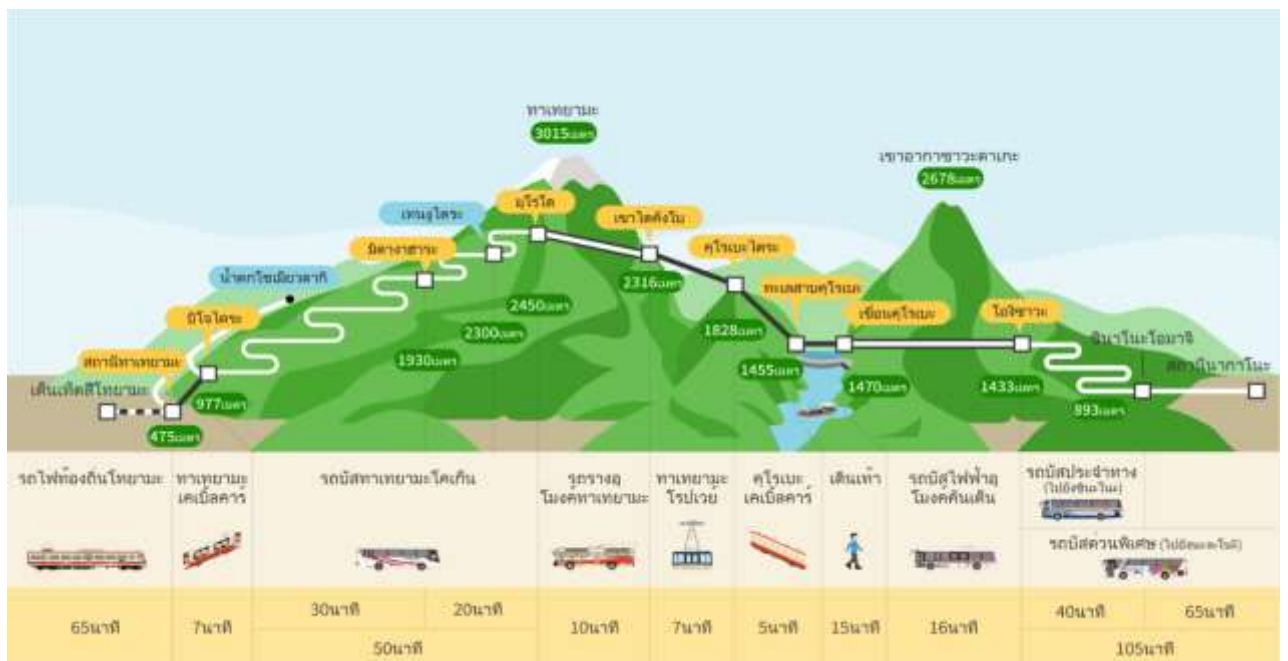 ทาเทยามะ
3015เมตร
เขาอากาซาวะดาเกะ
2678เมตร
มุโรโด
เทนงูไดระ
เขาไดคังโบ
มิดางาฮาระ
คุโรเบะไดระ
น้ำตกโชเมียวดากิ
2316เมตร
ทะเลสาบคุโรเบะ
2450เมตร
บิโจไดระ
เขื่อนคุโรเบะ
โอกิซาวะ
2300เมตร
1828เมตร
ชินาโนะโอมาจิ
สถานีทาเทยามะ
1930เมตร
สถานีนากาโนะ
1455เมตร
1470เมตร
1433เมตร
เด็นเท็ตสึโทยามะ
977เมตร
893เมตร
475เมตร
รถไฟท้องถิ่นโทยามะ
ทาเทยามะ
เคเบิ้ลคาร์
รถบัสทาเทยามะโคเก็น
รถรางอุ
โมงค์ทาเทยามะ
ทาเทยามะ
โรปเวย
คุโรเบะ
เคเบิ้ลคาร์
เดินเท้า
รถบัสไฟฟ้าอุ
โมงค์คันเด็น
รถบัสประจำทาง
รถบัสด่วนพิเศษ
65นาที
7นาที
30นาที
20นาที
50นาที
10นาที
7นาที
5นาที
15นาที
16นาที
40นาที
65นาที
105นาที